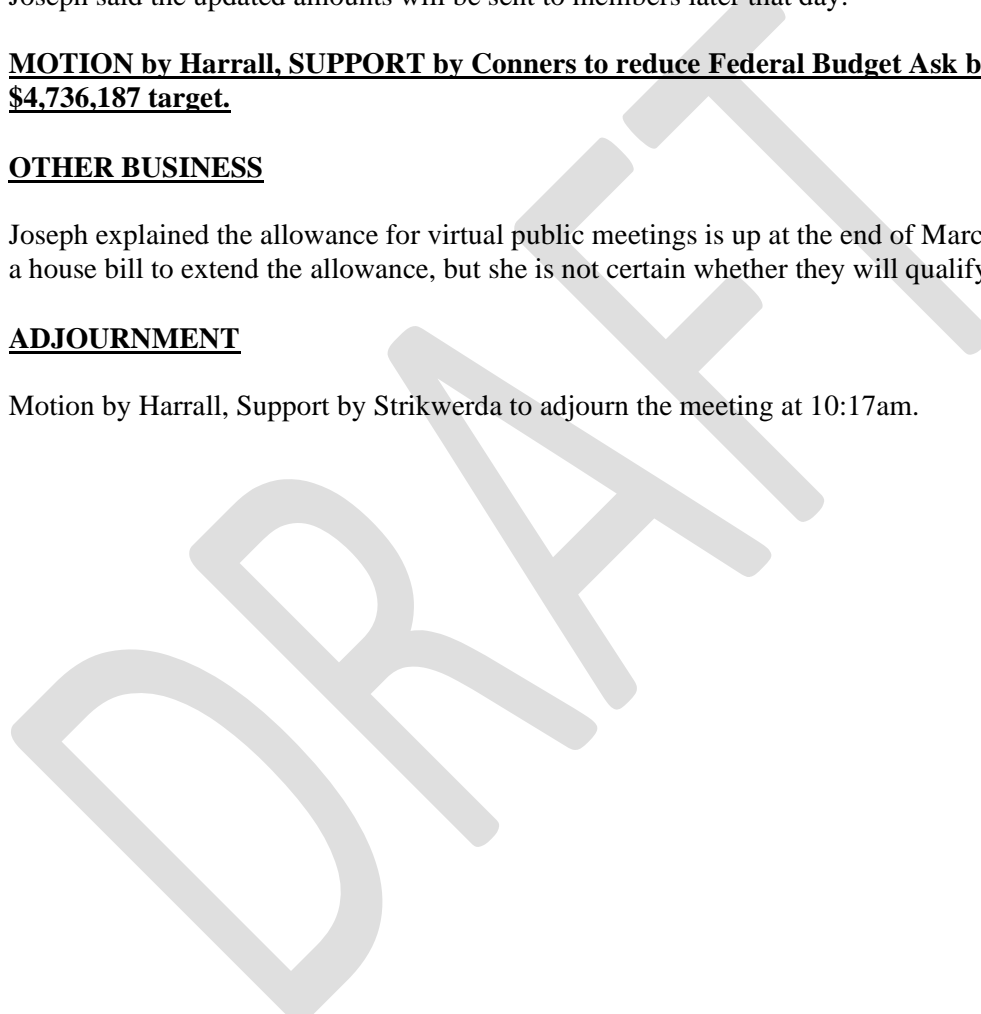 Joseph said the updated amounts will be sent to members later that day.
MOTION by Harrall, SUPPORT by Conners to reduce Federal Budget Ask b
$4,736,187 target.
OTHER BUSINESS
Joseph explained the allowance for virtual public meetings is up at the end of Marc
a house bill to extend the allowance, but she is not certain whether they will qualify
ADJOURNMENT
Motion by Harrall, Support by Strikwerda to adjourn the meeting at 10:17am.
DRAFT